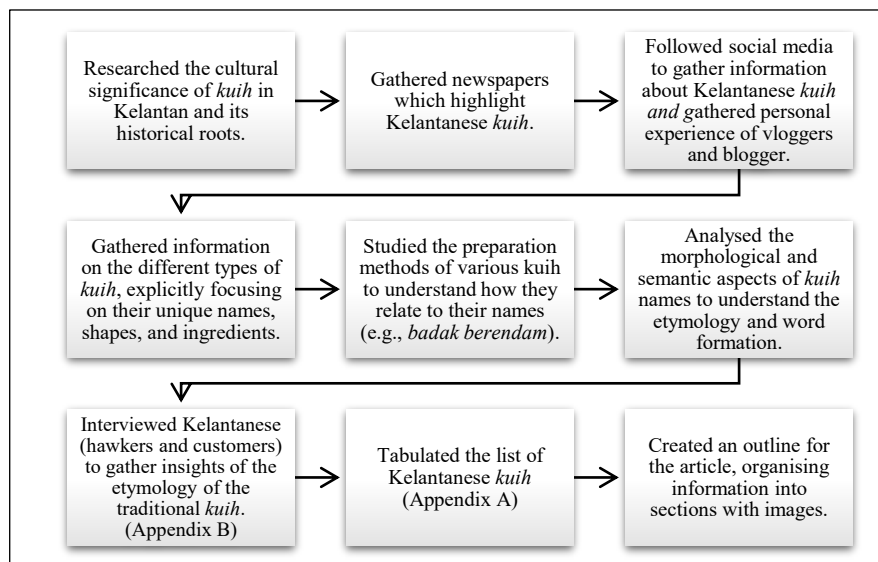 Researched the cultural
significance of kuih in
Kelantan and its
historical roots.
Gathered newspapers
which highlight
Kelantanese kuih.
Followed social media
to gather information
about Kelantanese kuih
and gathered personal
experience of vloggers
and blogger.
Gathered information
on the different types of
kuih, explicitly focusing
on their unique names,
shapes, and ingredients.
Studied the preparation
methods of various kuih
to understand how they
relate to their names
(e.g., badak berendam).
Analysed the
morphological and
semantic aspects of kuih
names to understand the
etymology and word
formation.
Interviewed Kelantanese
(hawkers and customers)
to gather insights of the
etymology of the
traditional kuih.
(Appendix B)
Tabulated the list of
Kelantanese kuih
(Appendix A)
Created an outline for
the article, organising
information into
sections with images.